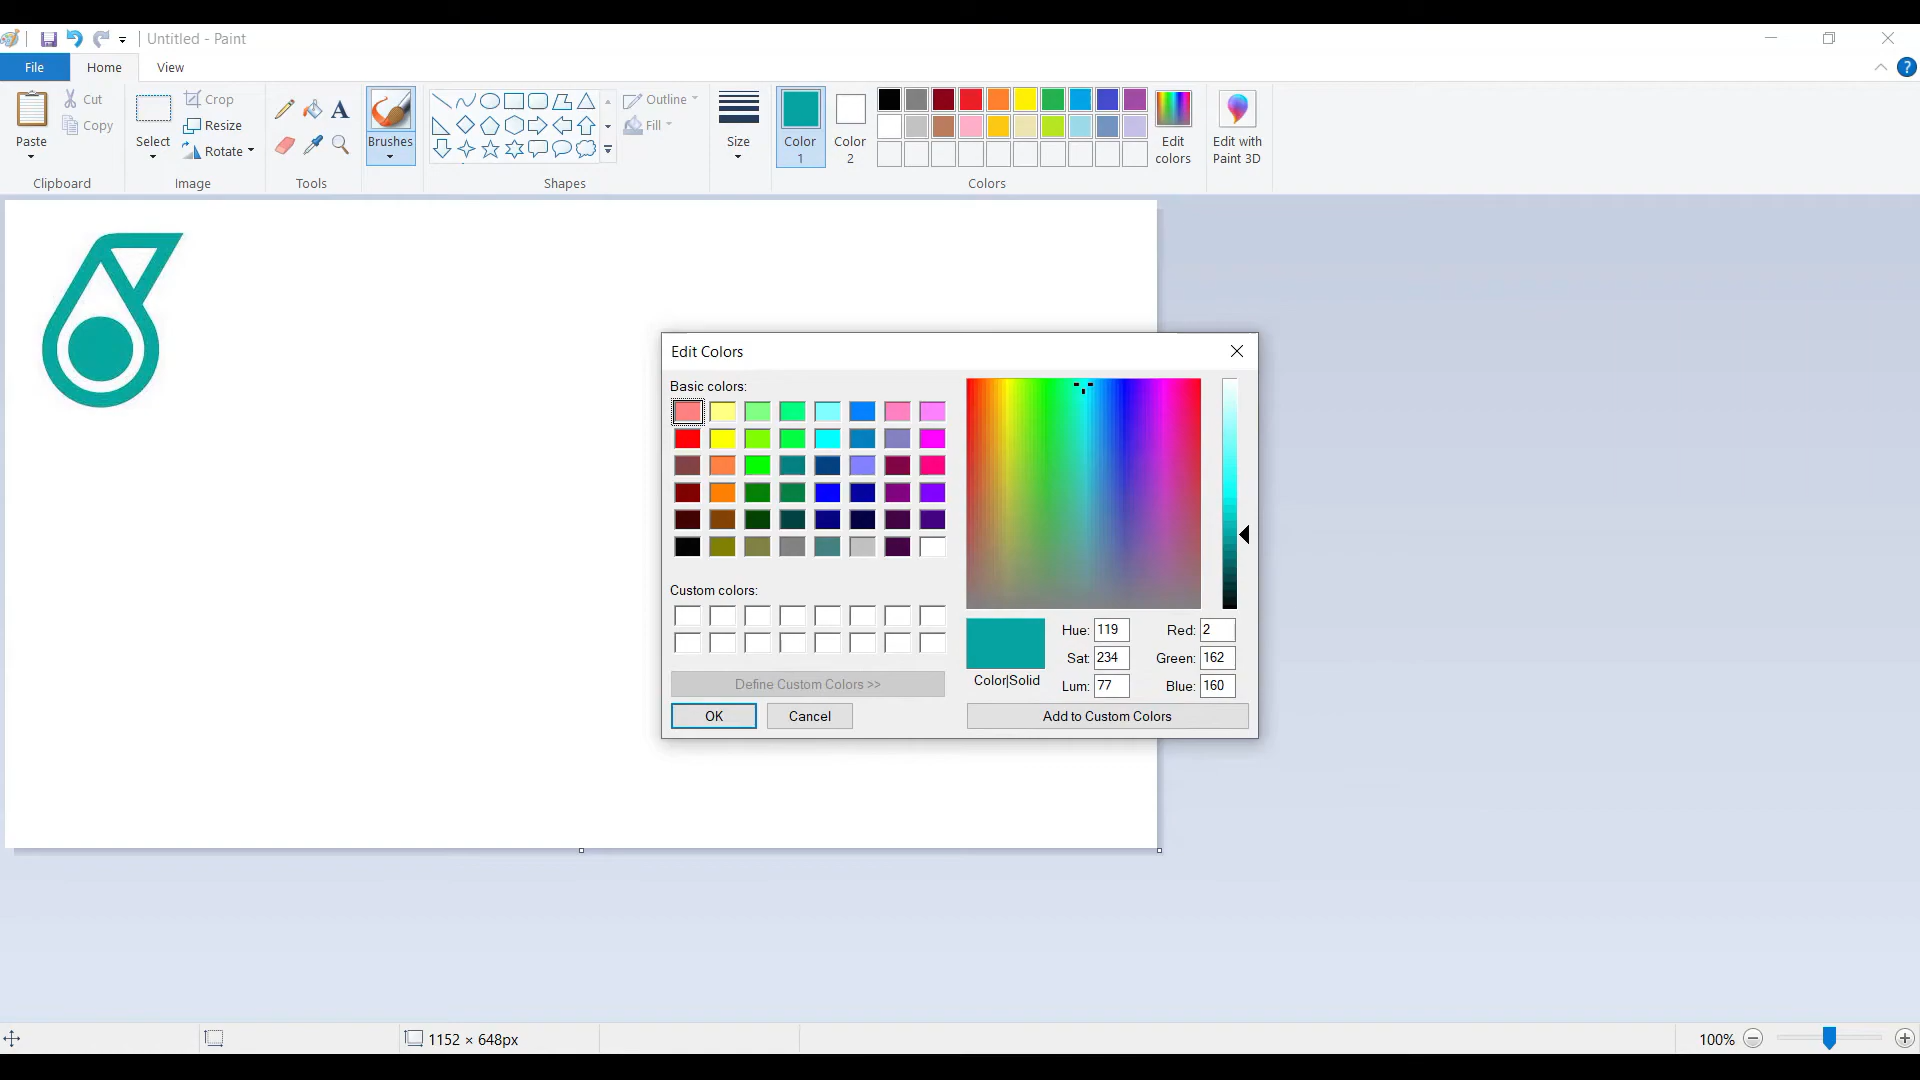 Untitled - Paint
File Home View
Paste
Cut
Copy
Clipboard
Select
Crop
Resize
Rotate
Image
A
Tools
Brushes
Outline
Fill
Shapes
Size
Color
1
Color
2
Edit
colors
Colors
Edit with
Paint 3D
?
Edit Colors
Basic colors:
Custom colors:
Define Custom Colors >>
OK
Cancel
Color|Solid
Hue: 119
Sat: 234
Lum: 77
Red: 2
Green: 162
Blue: 160
Add to Custom Colors
1152 × 648px
100%